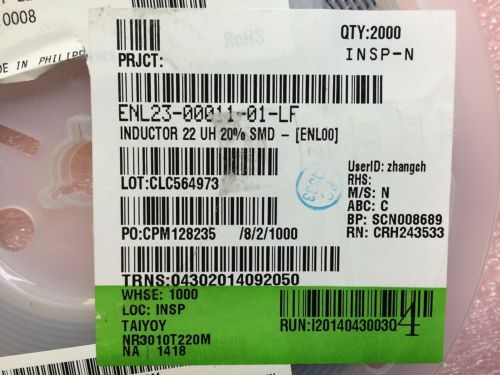 0008
DE IN PHILIPP
RoHS
QTY:2000
PRJCT:
INSP-N
ENL23-00011-01-LF
INDUCTOR 22 UH 20% SMD - [ENL00]
UserID: zhangch
LOT:CLC564973
RHS:
M/S: N
ABC: C
BP: SCN008689
PO:CPM128235 /8/2/1000
RN: CRH243533
TRNS:04302014092050
WHSE: 1000
LOC: INSP
TAIYOY
RUN:I2014043003Q4
NR3010T220M
NA | 1418